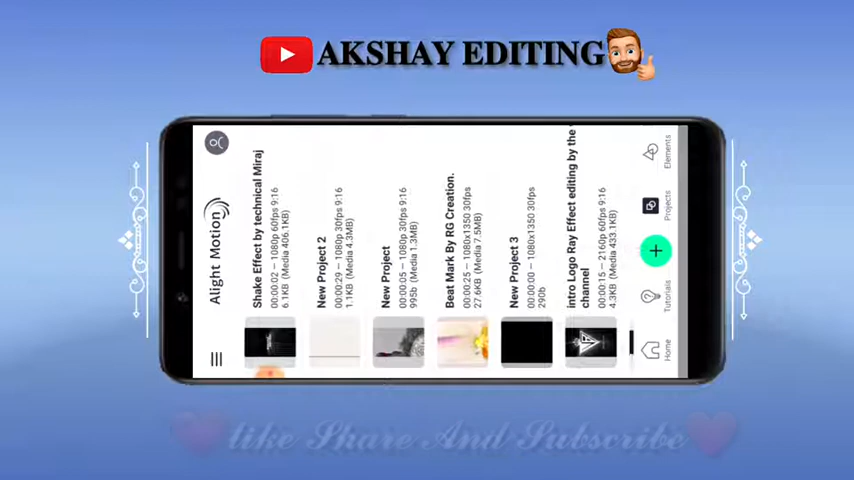 AKSHAY EDITING
Alight Motion
Shake Effect by technical Miraj
00:00:02 – 1080p 60fps 9:16
6.1KB (Media 406.1KB)
New Project 2
00:00:29 – 1080p 30fps 9:16
1.1KB (Media 4.3MB)
New Project
00:00:05 – 1080p 30fps 9:16
995b (Media 1.3MB)
Beat Mark By RG Creation.
00:00:25 – 1080x1350 30fps
27.6KB (Media 7.5MB)
New Project 3
00:00:00 – 1080x1350 30fps
290b
intro Logo Ray Effect editing by the
channel
00:00:15 – 2160p 60fps 9:16
4.3KB (Media 433.1KB)
Home
Tutorials
Projects
Elements
like Share And Subscribe